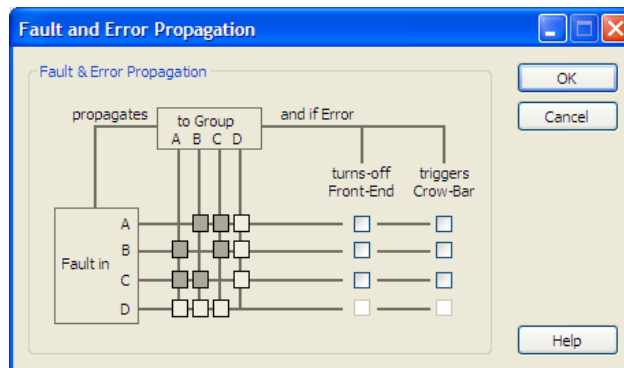 Fault and Error Propagation
Fault & Error Propagation
OK
propagates
to Group
and if Error
Cancel
A B C D
turns-off triggers
Front-End Crow-Bar
A
B
Fault in
C
D
Help